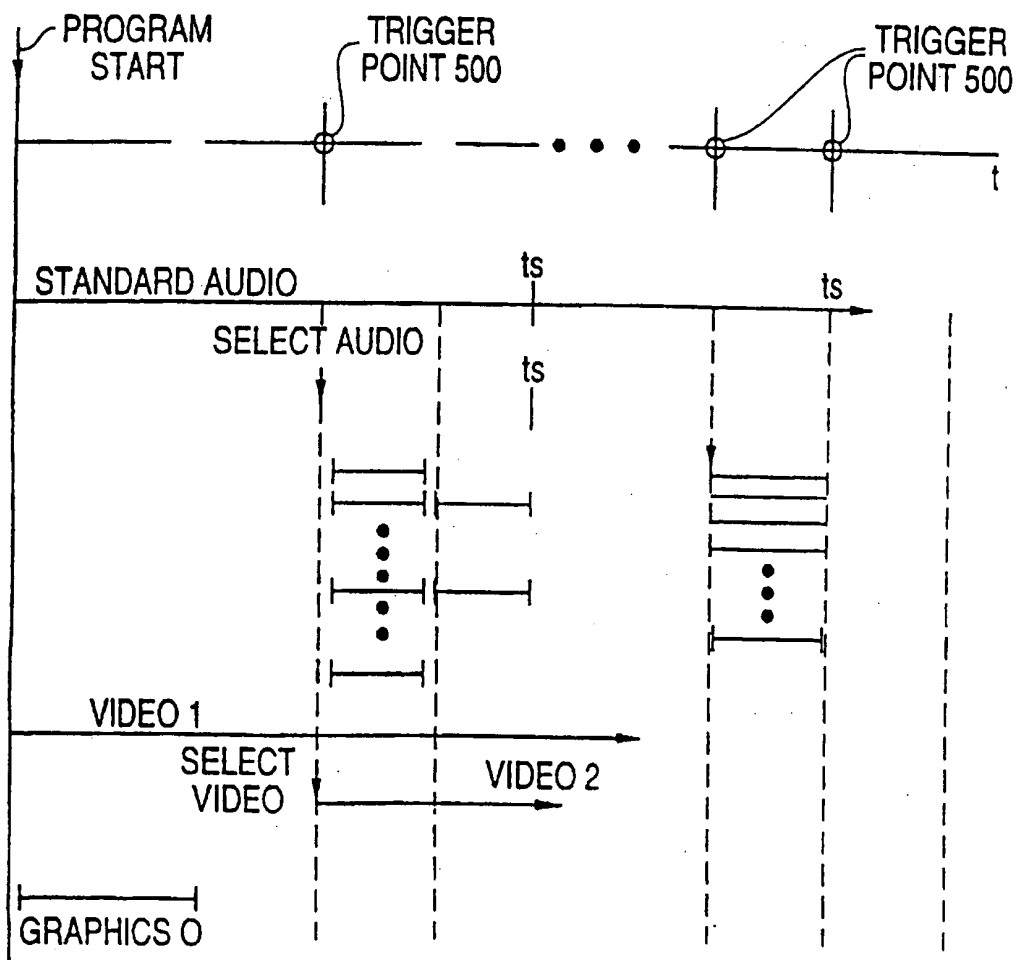 PROGRAM
START
TRIGGER
POINT 500
TRIGGER
POINT 500
t
STANDARD AUDIO
ts
ts
SELECT AUDIO
ts
VIDEO 1
SELECT
VIDEO
VIDEO 2
GRAPHICS O